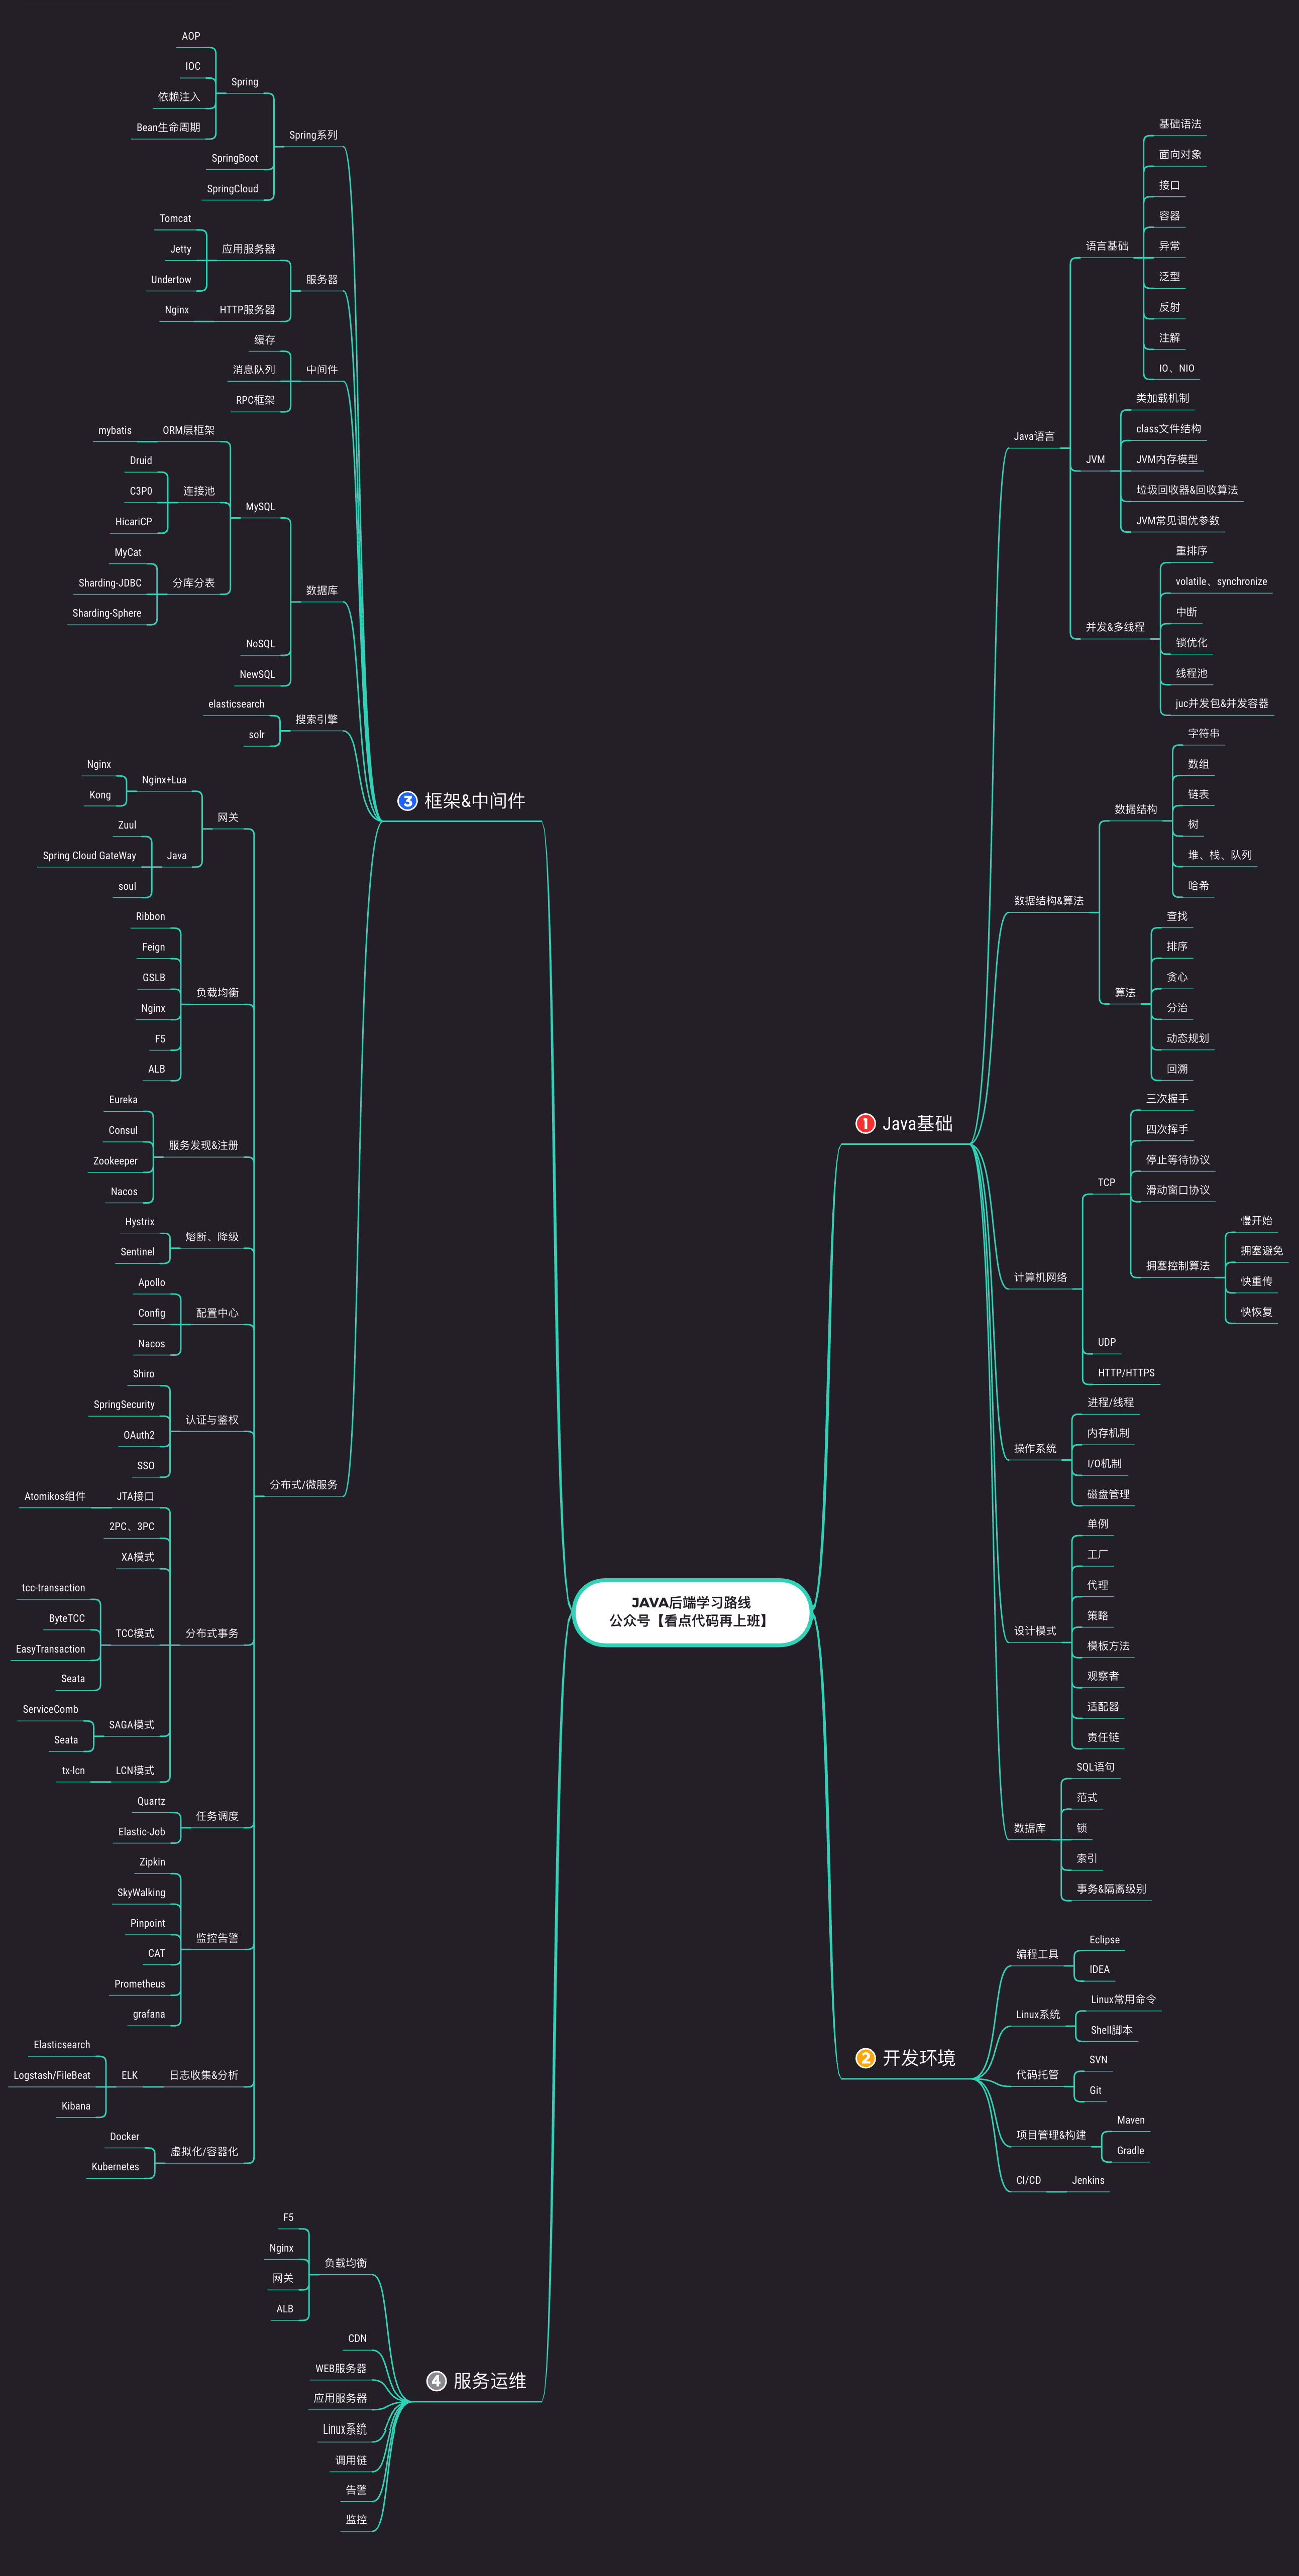 JAVA后端学习路线
公众号【看点代码再上班】
1 Java基础
Java语言
语言基础
基础语法
面向对象
接口
容器
异常
泛型
反射
注解
IO、NIO
JVM
类加载机制
class文件结构
JVM内存模型
垃圾回收器&回收算法
JVM常见调优参数
并发&多线程
重排序
volatile、synchronize
中断
锁优化
线程池
juc并发包&并发容器
数据结构&算法
数据结构
字符串
数组
链表
树
堆、栈、队列
哈希
算法
查找
排序
贪心
分治
动态规划
回溯
计算机网络
TCP
三次握手
四次挥手
停止等待协议
滑动窗口协议
拥塞控制算法
慢开始
拥塞避免
快重传
快恢复
UDP
HTTP/HTTPS
操作系统
进程/线程
内存机制
I/O机制
磁盘管理
设计模式
单例
工厂
代理
策略
模板方法
观察者
适配器
责任链
数据库
SQL语句
范式
锁
索引
事务&隔离级别
2 开发环境
编程工具
Eclipse
IDEA
Linux系统
Linux常用命令
Shell脚本
代码托管
SVN
Git
项目管理&构建
Maven
Gradle
CI/CD
Jenkins
3 框架&中间件
Spring系列
Spring
AOP
IOC
依赖注入
Bean生命周期
SpringBoot
SpringCloud
服务器
应用服务器
Tomcat
Jetty
Undertow
HTTP服务器
Nginx
中间件
缓存
消息队列
RPC框架
数据库
MySQL
ORM层框架
mybatis
连接池
Druid
C3P0
HicariCP
分库分表
MyCat
Sharding-JDBC
Sharding-Sphere
NoSQL
NewSQL
搜索引擎
elasticsearch
solr
分布式/微服务
网关
Nginx+Lua
Nginx
Kong
Java
Zuul
Spring Cloud GateWay
soul
负载均衡
Ribbon
Feign
GSLB
Nginx
F5
ALB
服务发现&注册
Eureka
Consul
Zookeeper
Nacos
熔断、降级
Hystrix
Sentinel
配置中心
Apollo
Config
Nacos
认证与鉴权
Shiro
SpringSecurity
OAuth2
SSO
分布式事务
JTA接口
Atomikos组件
2PC、3PC
XA模式
TCC模式
tcc-transaction
ByteTCC
EasyTransaction
Seata
SAGA模式
ServiceComb
Seata
LCN模式
tx-lcn
任务调度
Quartz
Elastic-Job
监控告警
Zipkin
SkyWalking
Pinpoint
CAT
Prometheus
grafana
日志收集&分析
ELK
Elasticsearch
Logstash/FileBeat
Kibana
虚拟化/容器化
Docker
Kubernetes
4 服务运维
负载均衡
F5
Nginx
网关
ALB
CDN
WEB服务器
应用服务器
Linux系统
调用链
告警
监控